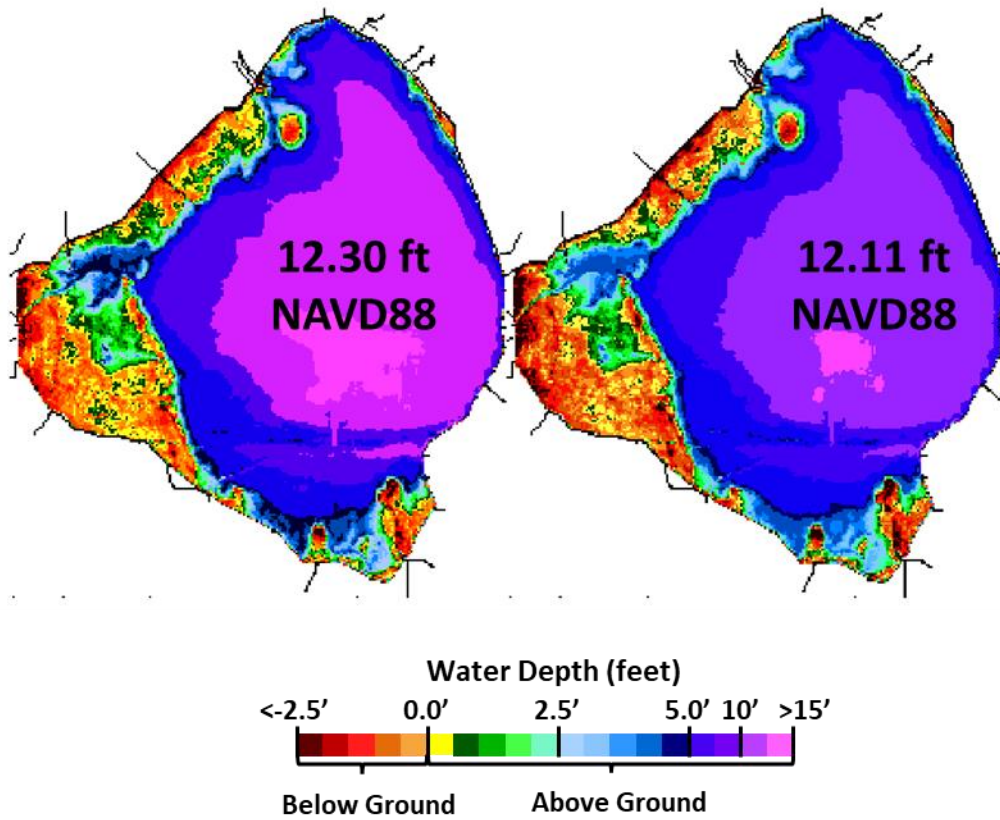 12.30 ft
NAVD88
12.11 ft
NAVD88
Water Depth (feet)
<-2.5’ 0.0’ 2.5’ 5.0’ 10’ >15’
Below Ground Above Ground